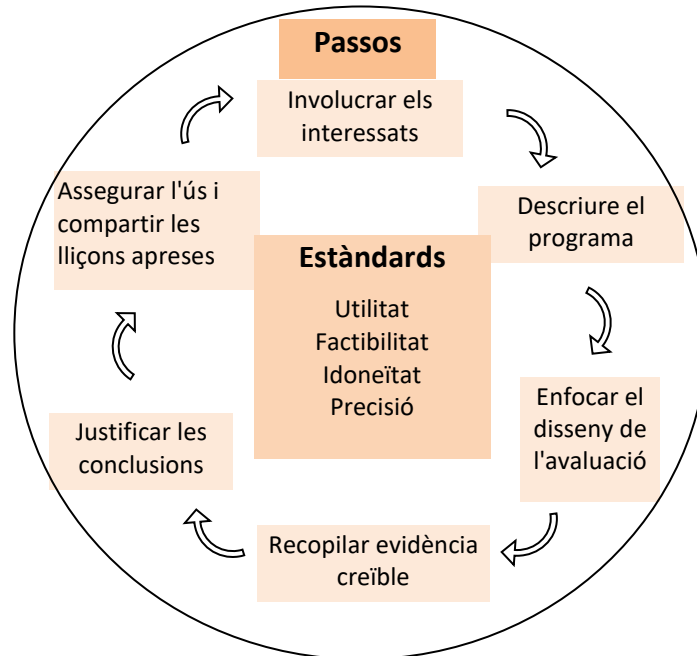 Passos
Involucrar els
interessats
Descriure el
programa
Enfocar el
disseny de
l'avaluació
Recopilar evidència
creïble
Justificar les
conclusions
Assegurar l'ús i
compartir les
lliçons apreses
Estàndards
Utilitat
Factibilitat
Idoneïtat
Precisió